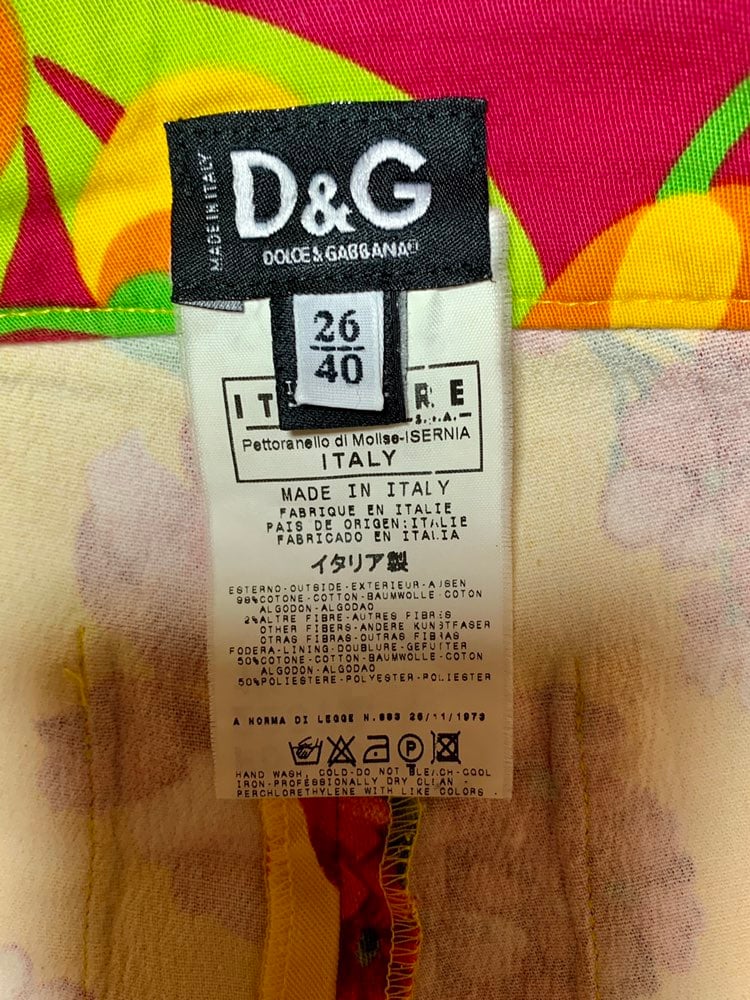 MADE IN ITALY
D&G
DOLCE & GABBANA
26
40
S.p.A.
Pettoranello di Molise-ISERNIA
ITALY
MADE IN ITALY
FABRIQUE EN ITALIE
PAIS DE ORIGEN:ITALIE
FABRICADO EN ITALIA
イタリア製
ESTERNO-OUTSIDE-EXTERIEUR-AUSEN
98%COTONE-COTTON-BAUMWOLLE-COTON
ALGODON-ALGODAO
2%ALTRE FIBRE-AUTRES FIBRES
OTHER FIBERS-ANDERE KUNSTFASER
OTRAS FIBRAS-OUTRAS FIBRAS
FODERA-LINING-DOUBLURE-GEFUTTER
50%COTONE-COTTON-BAUMWOLLE-COTON
ALGODON-ALGODAO
50%POLIESTERE-POLYESTER-POLIESTER
A NORMA DI LEGGE N.883 26/11/1973
P
HAND WASH, COLD-DO NOT BLEACH-COOL
IRON-PROFESSIONALLY DRY CLEAN -
PERCHLORETHYLENE WITH LIKE COLORS .